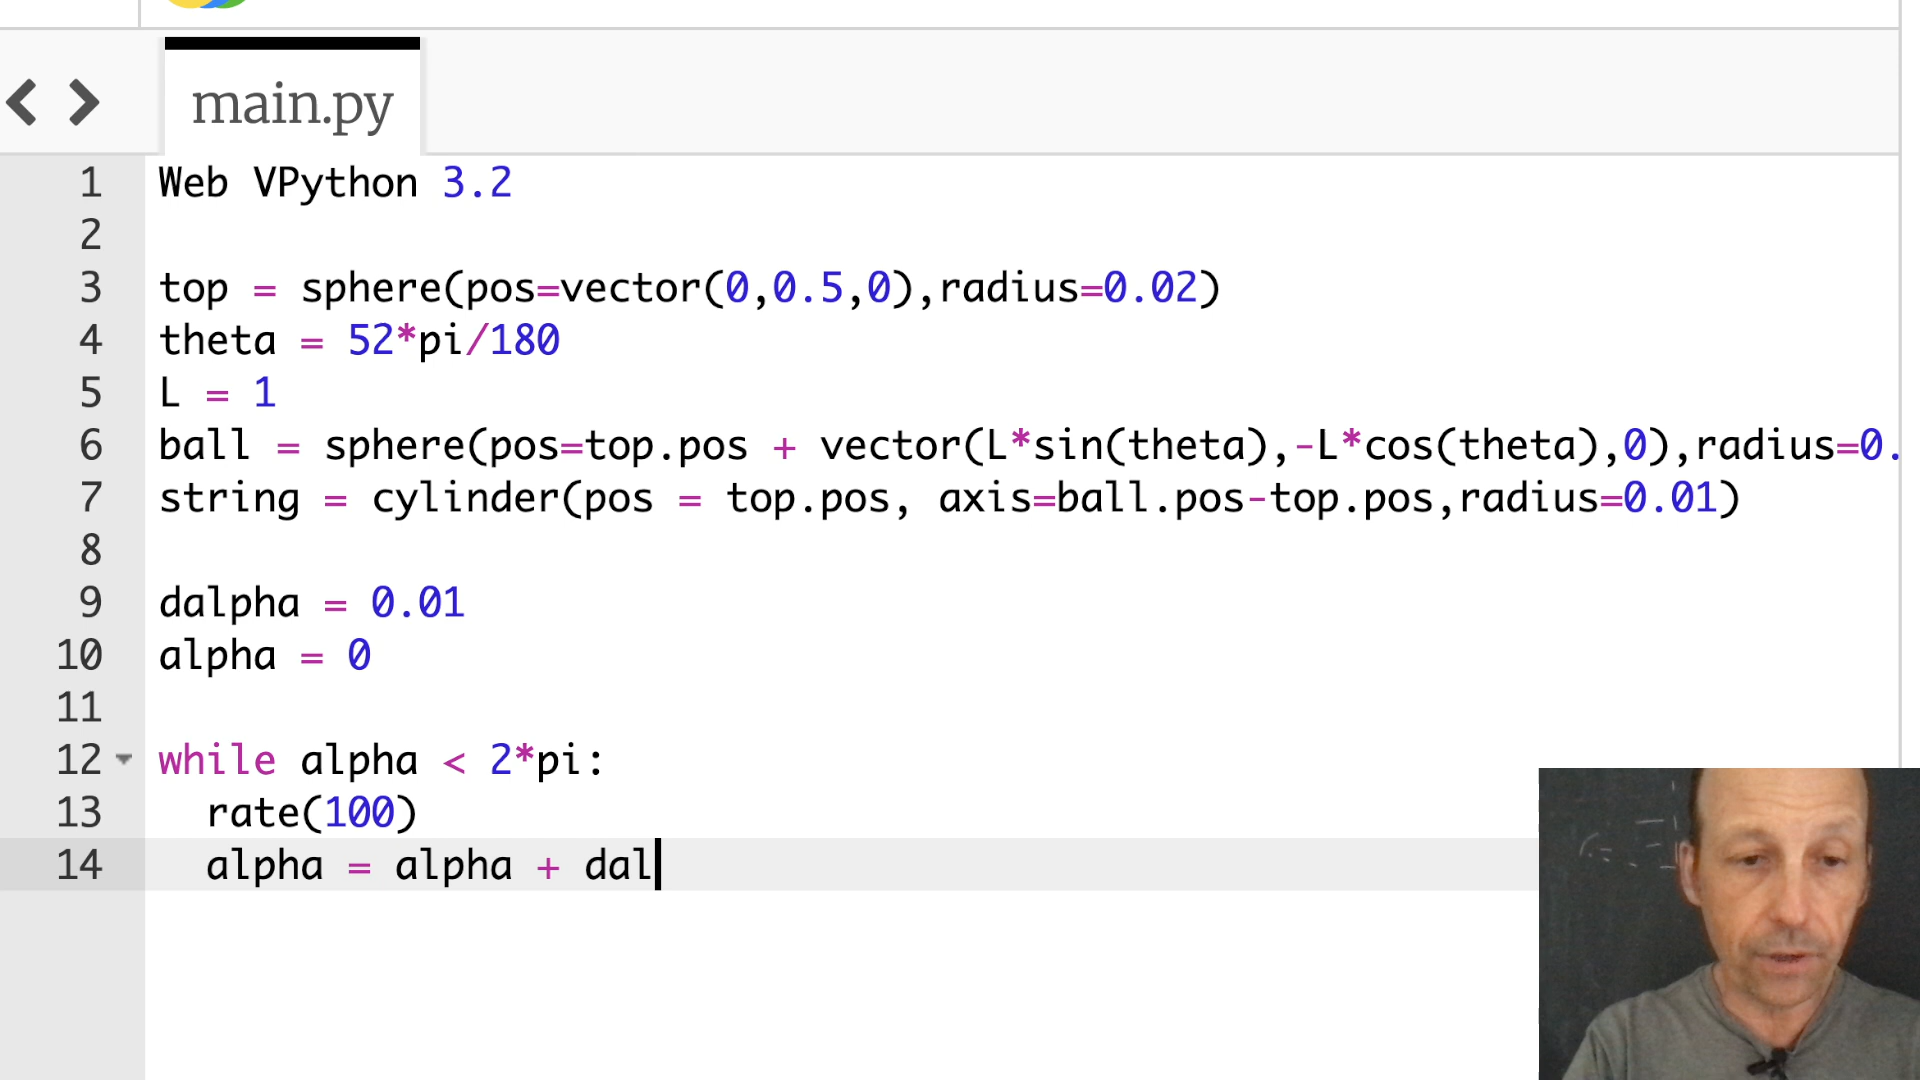 main.py
1 Web VPython 3.2
2
3 top = sphere(pos=vector(0,0.5,0),radius=0.02)
4 theta = 52*pi/180
5 L = 1
6 ball = sphere(pos=top.pos + vector(L*sin(theta),-L*cos(theta),0),radius=0.
7 string = cylinder(pos = top.pos, axis=ball.pos-top.pos,radius=0.01)
8
9 dalpha = 0.01
10 alpha = 0
11
12 while alpha < 2*pi:
13 rate(100)
14 alpha = alpha + dal